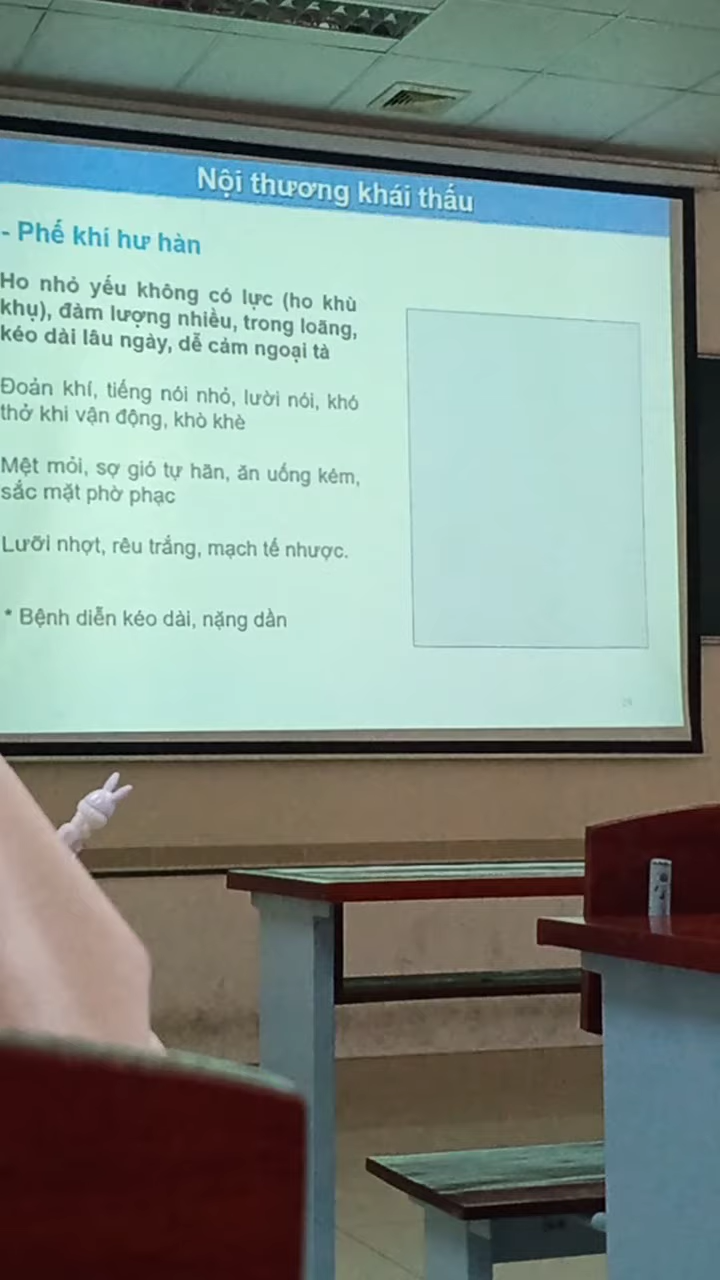 Nội thương khái thấu
- Phế khí hư hàn
Ho nhỏ yếu không có lực (ho khù
khụ), đàm lượng nhiều, trong loãng,
kéo dài lâu ngày, dễ cảm ngoại tà
Đoản khí, tiếng nói nhỏ, lười nói, khó
thở khi vận động, khò khè
Mệt mỏi, sợ gió tự hãn, ăn uống kém,
sắc mặt phờ phạc
Lưỡi nhợt, rêu trắng, mạch tế nhược.
* Bệnh diễn kéo dài, nặng dần